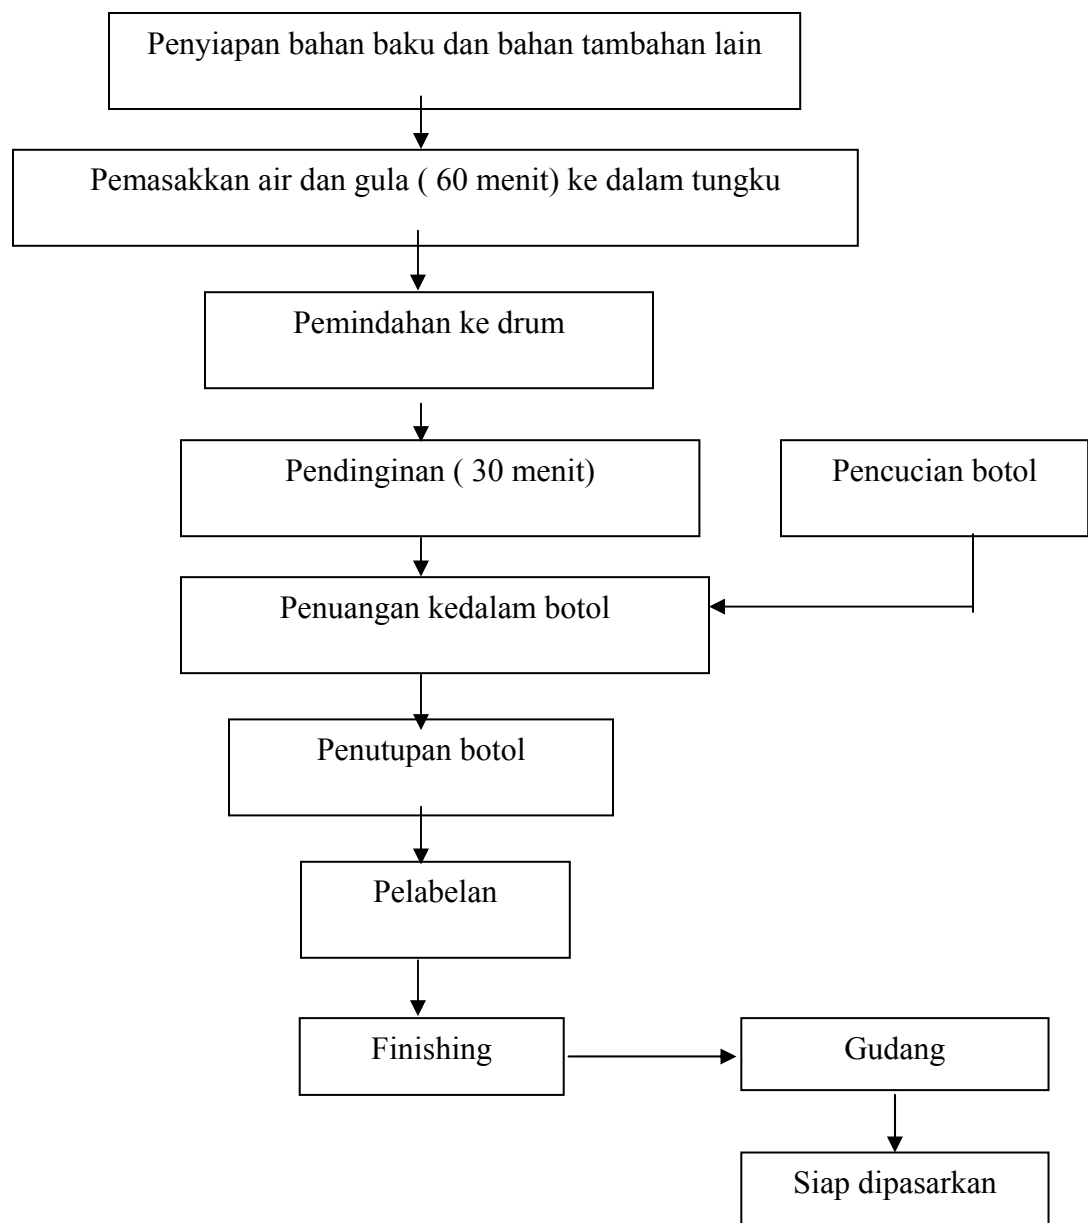 Penyiapan bahan baku dan bahan tambahan lain
Pemasakkan air dan gula ( 60 menit) ke dalam tungku
Pemindahan ke drum
Pendinginan ( 30 menit)
Pencucian botol
Penuangan kedalam botol
Penutupan botol
Pelabelan
Finishing
Gudang
Siap dipasarkan